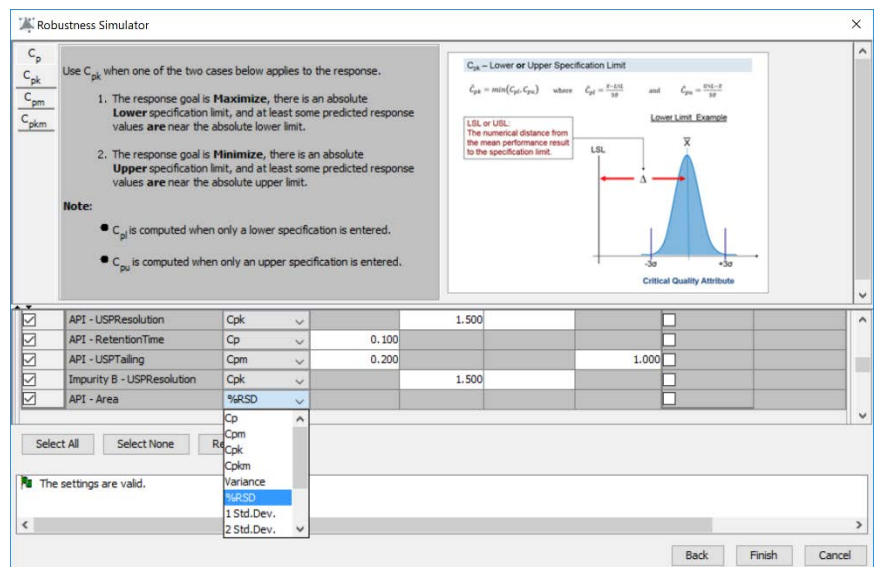 Robustness Simulator
Cp
Cpk
Cpm
Cpkm
Use Cpk when one of the two cases below applies to the response.
1. The response goal is Maximize, there is an absolute
Lower specification limit, and at least some predicted response
values are near the absolute lower limit.
2. The response goal is Minimize, there is an absolute
Upper specification limit, and at least some predicted response
values are near the absolute upper limit.
Note:
Cpl is computed when only a lower specification is entered.
Cpu is computed when only an upper specification is entered.
Cpk – Lower or Upper Specification Limit
Ĉpk = min(Cpl, Cpu) where Ĉpl = and Ĉpu =
LSL or USL:
The numerical distance from
the mean performance result
to the specification limit.
Lower Limit Example
LSL
X̅
Δ
-3σ +3σ
Critical Quality Attribute
API - USPResolution Cpk 1.500
API - RetentionTime Cp 0.100
API - USPTailing Cpm 0.200 1.000
Impurity B - USPResolution Cpk 1.500
API - Area %RSD
Cp
Cpm
Cpk
Cpkm
Variance
%RSD
1 Std.Dev.
2 Std.Dev.
Select All Select None
The settings are valid.
Back Finish Cancel